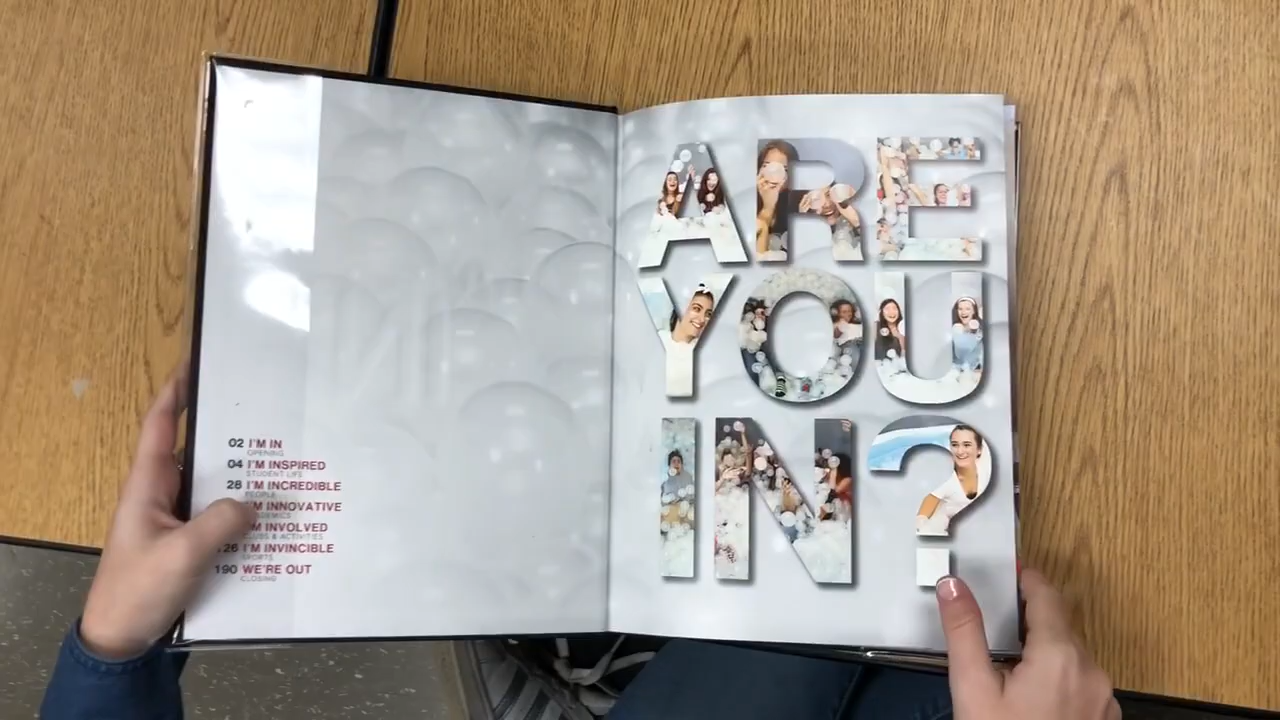 02 I'M IN
OPENING
04 I'M INSPIRED
STUDENT LIFE
28 I'M INCREDIBLE
PEOPLE
I'M INNOVATIVE
I'M INVOLVED
CLUBS & ACTIVITIES
126 I'M INVINCIBLE
SPORTS
190 WE'RE OUT
CLOSING
ARE
YOU
IN?